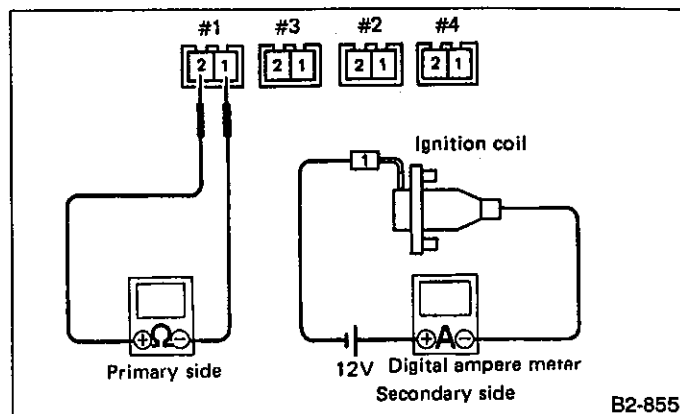 #1 #3 #2 #4
2 1 2 1 2 1 2 1
Ignition coil
1
+ Ω − + A −
Primary side
12V Digital ampere meter
Secondary side
B2-855